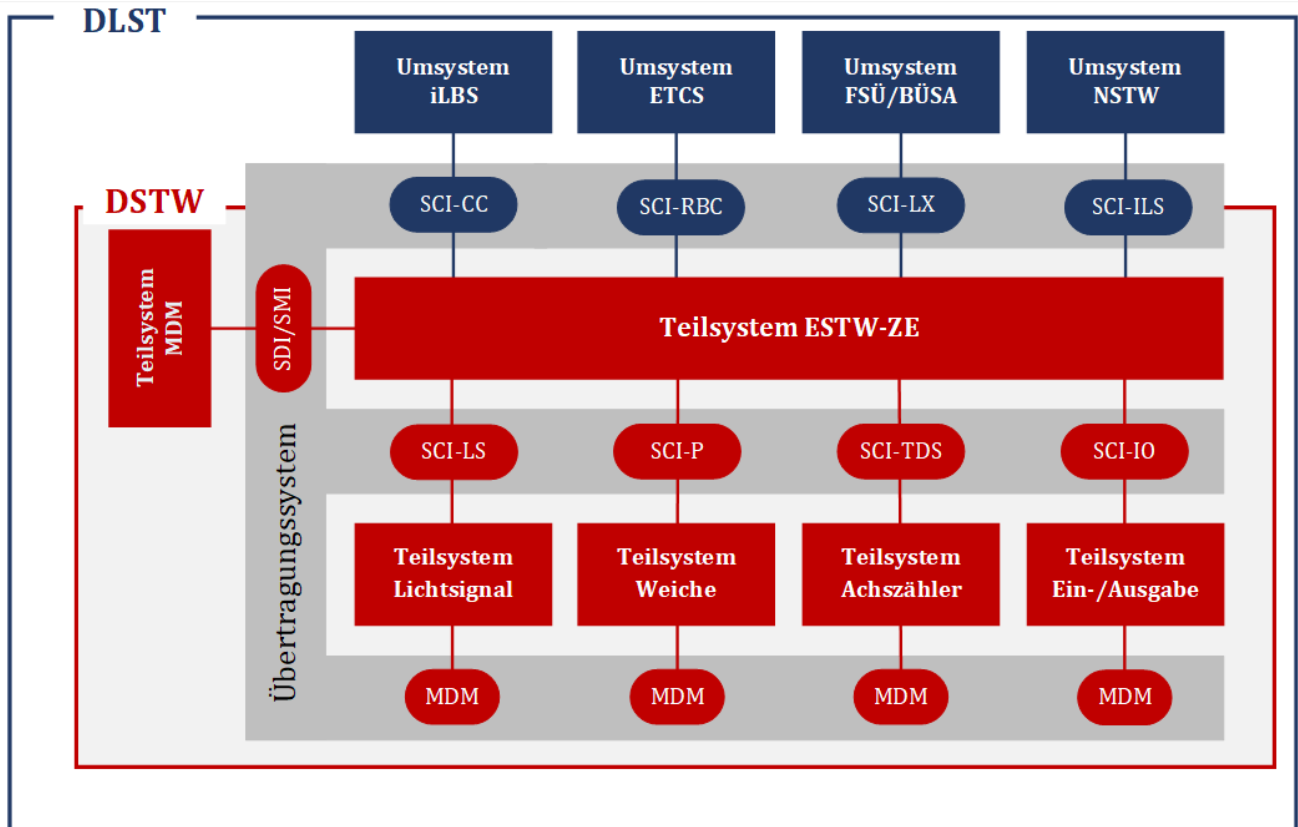 DLST
Umsystem
iLBS
Umsystem
ETCS
Umsystem
FSÜ/BÜSA
Umsystem
NSTW
DSTW
SCI-CC
SCI-RBC
SCI-LX
SCI-ILS
Teilsystem
MDM
SDI/SMI
Teilsystem ESTW-ZE
Übertragungssystem
SCI-LS
SCI-P
SCI-TDS
SCI-IO
Teilsystem
Lichtsignal
Teilsystem
Weiche
Teilsystem
Achszähler
Teilsystem
Ein-/Ausgabe
MDM
MDM
MDM
MDM